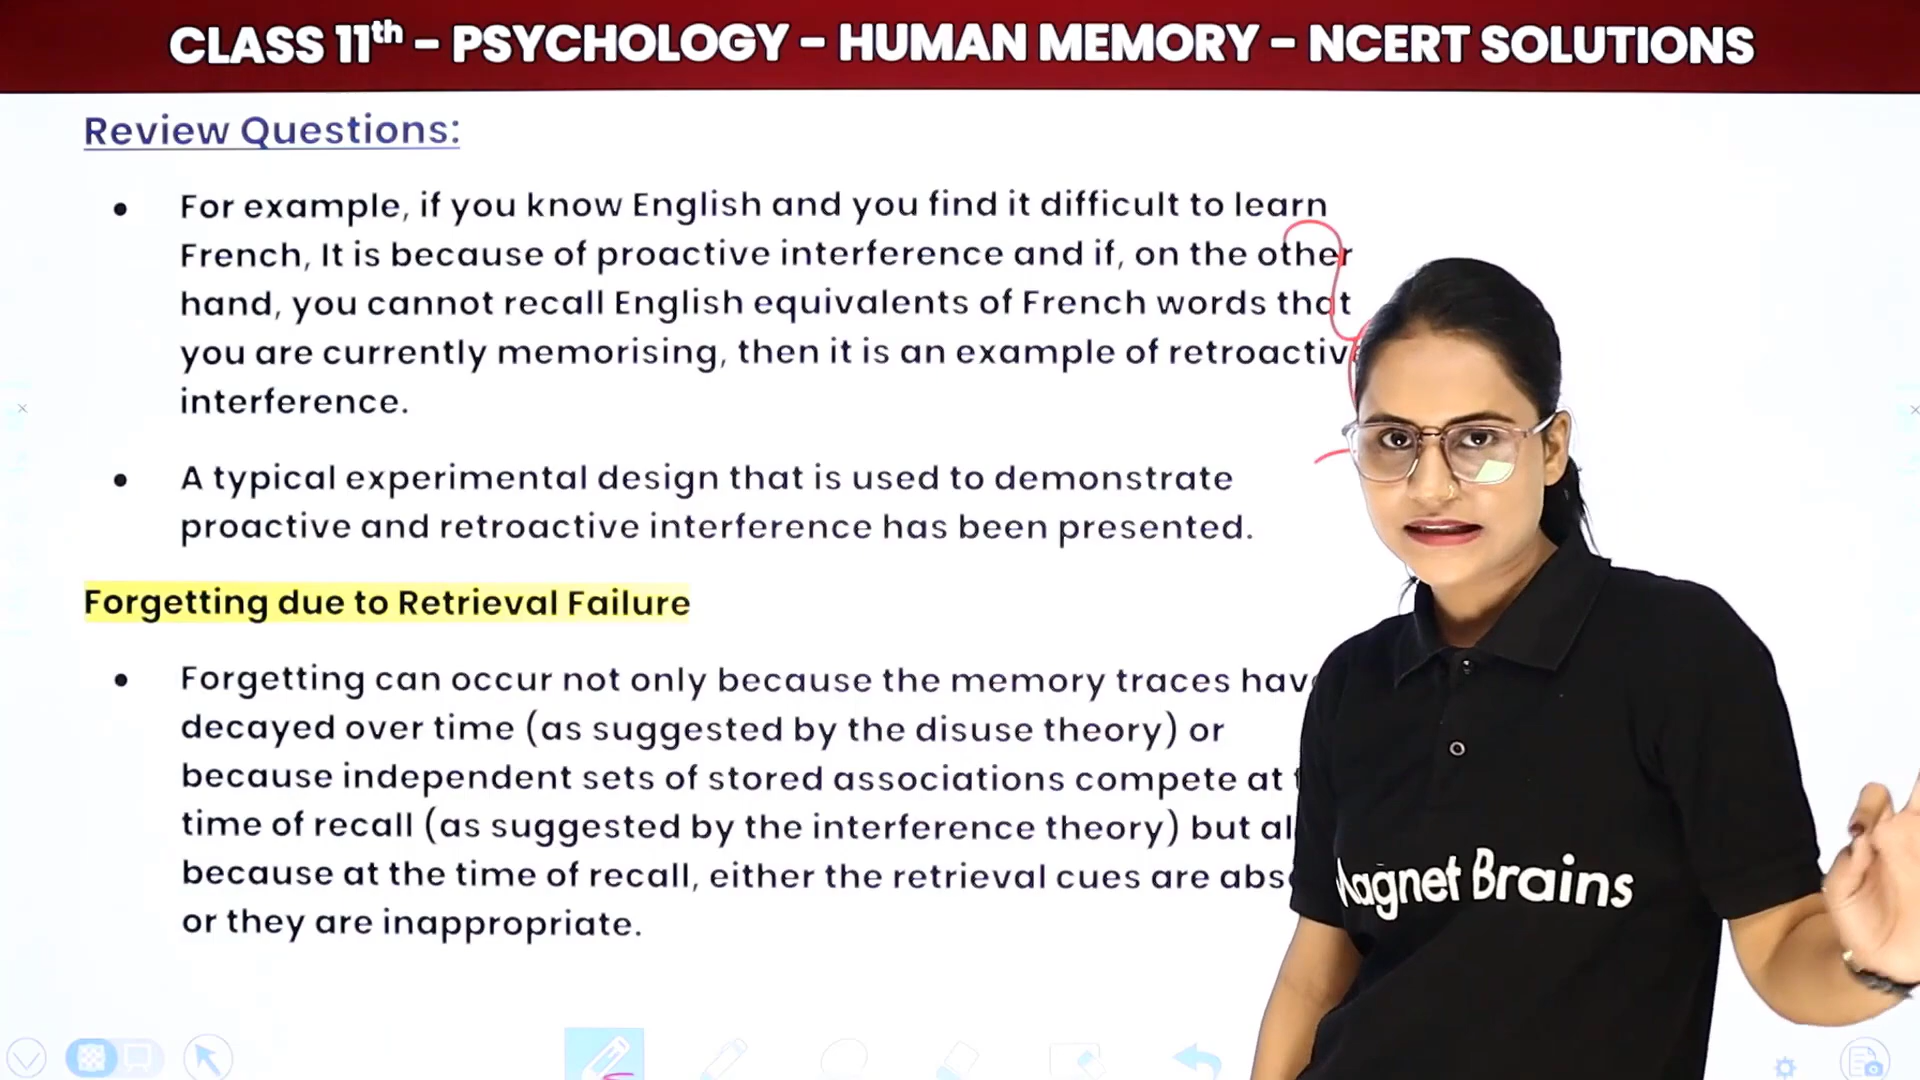 CLASS 11th - PSYCHOLOGY - HUMAN MEMORY - NCERT SOLUTIONS
Review Questions:
• For example, if you know English and you find it difficult to learn
French, It is because of proactive interference and if, on the other
hand, you cannot recall English equivalents of French words that
you are currently memorising, then it is an example of retroactiv
interference.
• A typical experimental design that is used to demonstrate
proactive and retroactive interference has been presented.
Forgetting due to Retrieval Failure
• Forgetting can occur not only because the memory traces have
decayed over time (as suggested by the disuse theory) or
because independent sets of stored associations compete at
time of recall (as suggested by the interference theory) but al
because at the time of recall, either the retrieval cues are abs
or they are inappropriate.
Magnet Brains